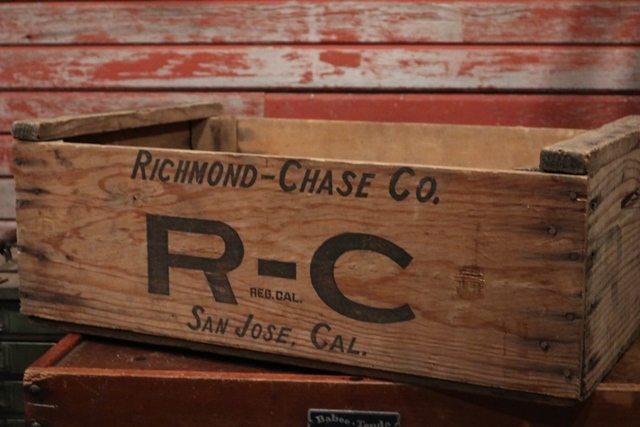 RICHMOND-CHASE CO.
R-C
REG. CAL.
SAN JOSE, CAL.